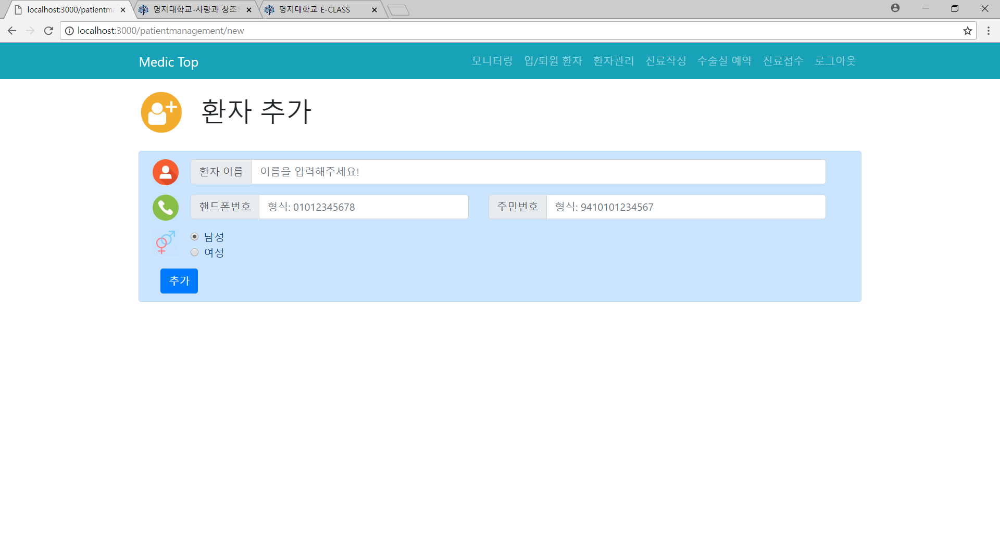 localhost:3000/patientma
명지대학교-사랑과 창조의
명지대학교 E-CLASS
localhost:3000/patientmanagement/new
Medic Top
모니터링 입/퇴원 환자 환자관리 진료작성 수술실 예약 진료접수 로그아웃
환자 추가
환자 이름 이름을 입력해주세요!
핸드폰번호 형식: 01012345678 주민번호 형식: 9410101234567
남성
여성
추가